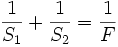 1/S₁ + 1/S₂ = 1/F